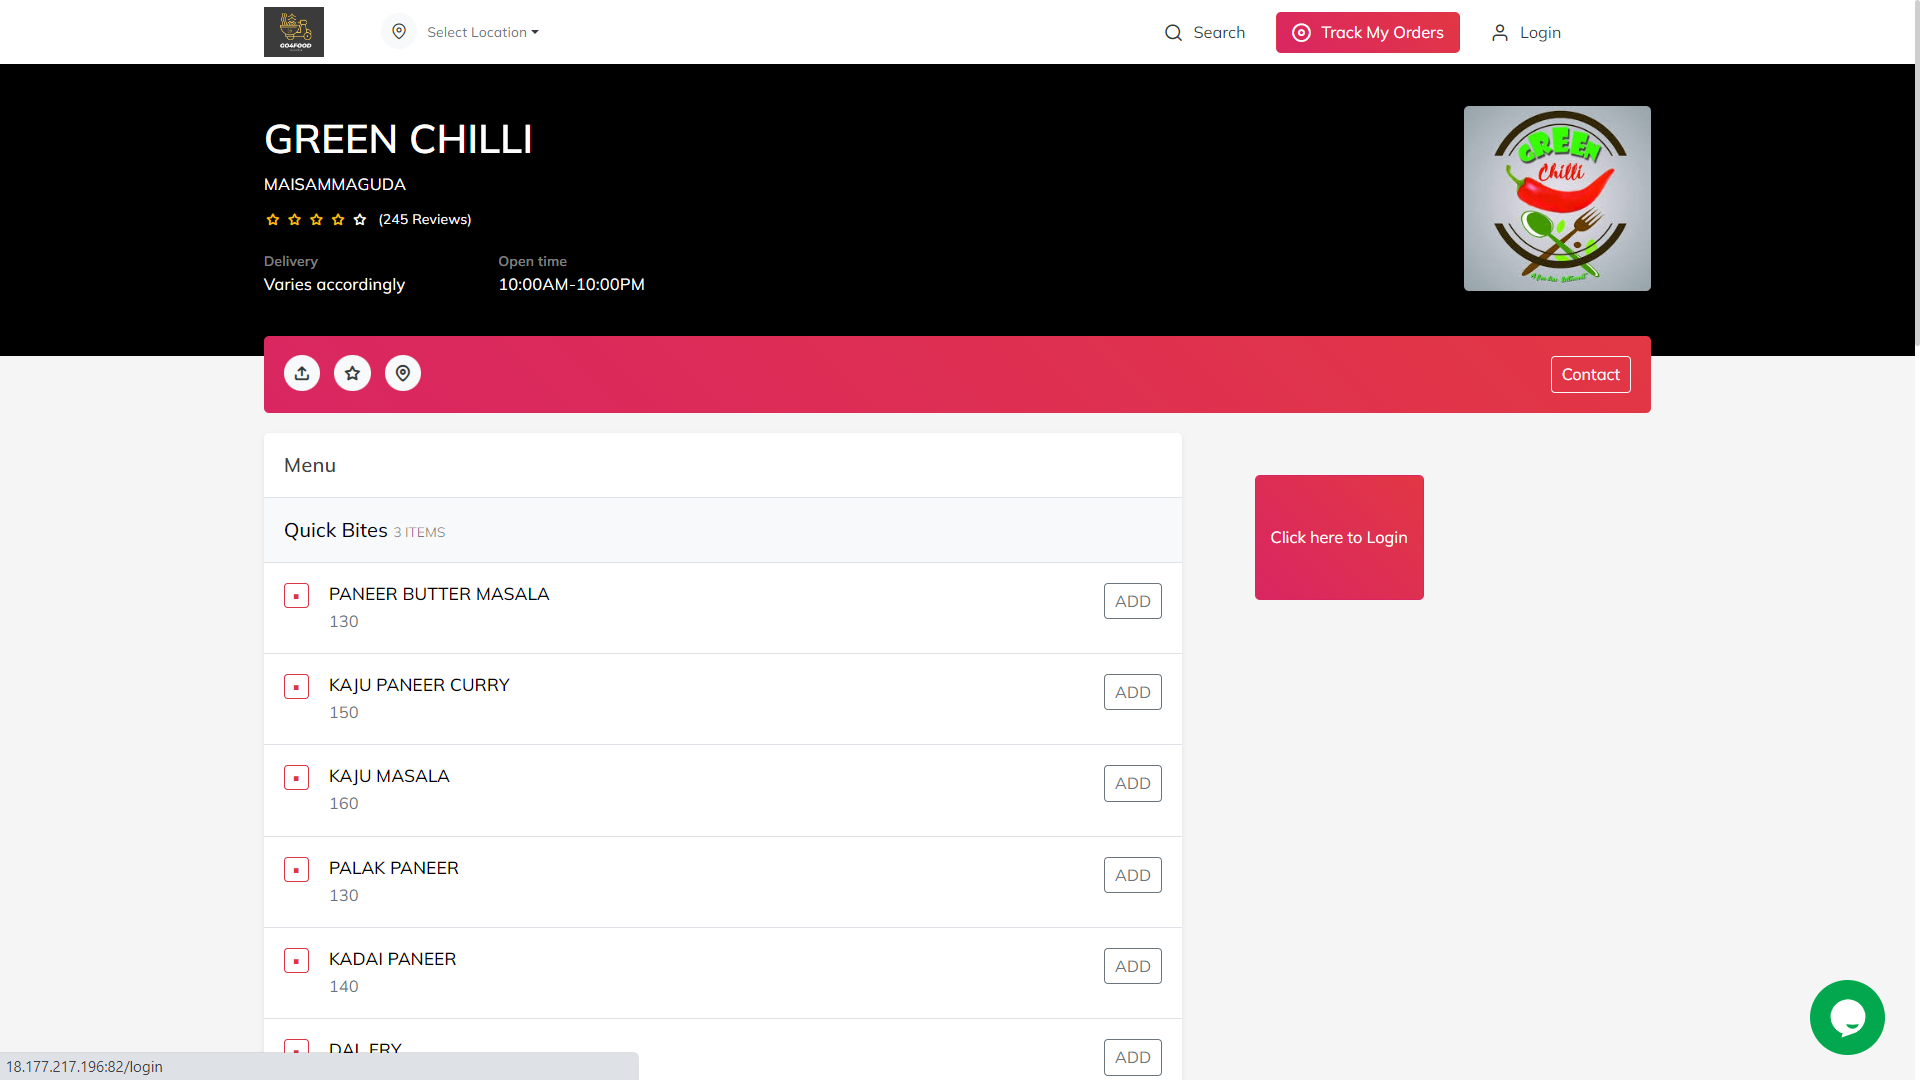 GO4FOOD
Select Location
Search
Track My Orders
Login
GREEN CHILLI
MAISAMMAGUDA
(245 Reviews)
Delivery
Varies accordingly
Open time
10:00AM-10:00PM
GREEN
Chilli
Contact
Menu
Quick Bites 3 ITEMS
PANEER BUTTER MASALA
130
ADD
KAJU PANEER CURRY
150
ADD
KAJU MASALA
160
ADD
PALAK PANEER
130
ADD
KADAI PANEER
140
ADD
DAL FRY
ADD
Click here to Login
18.177.217.196:82/login